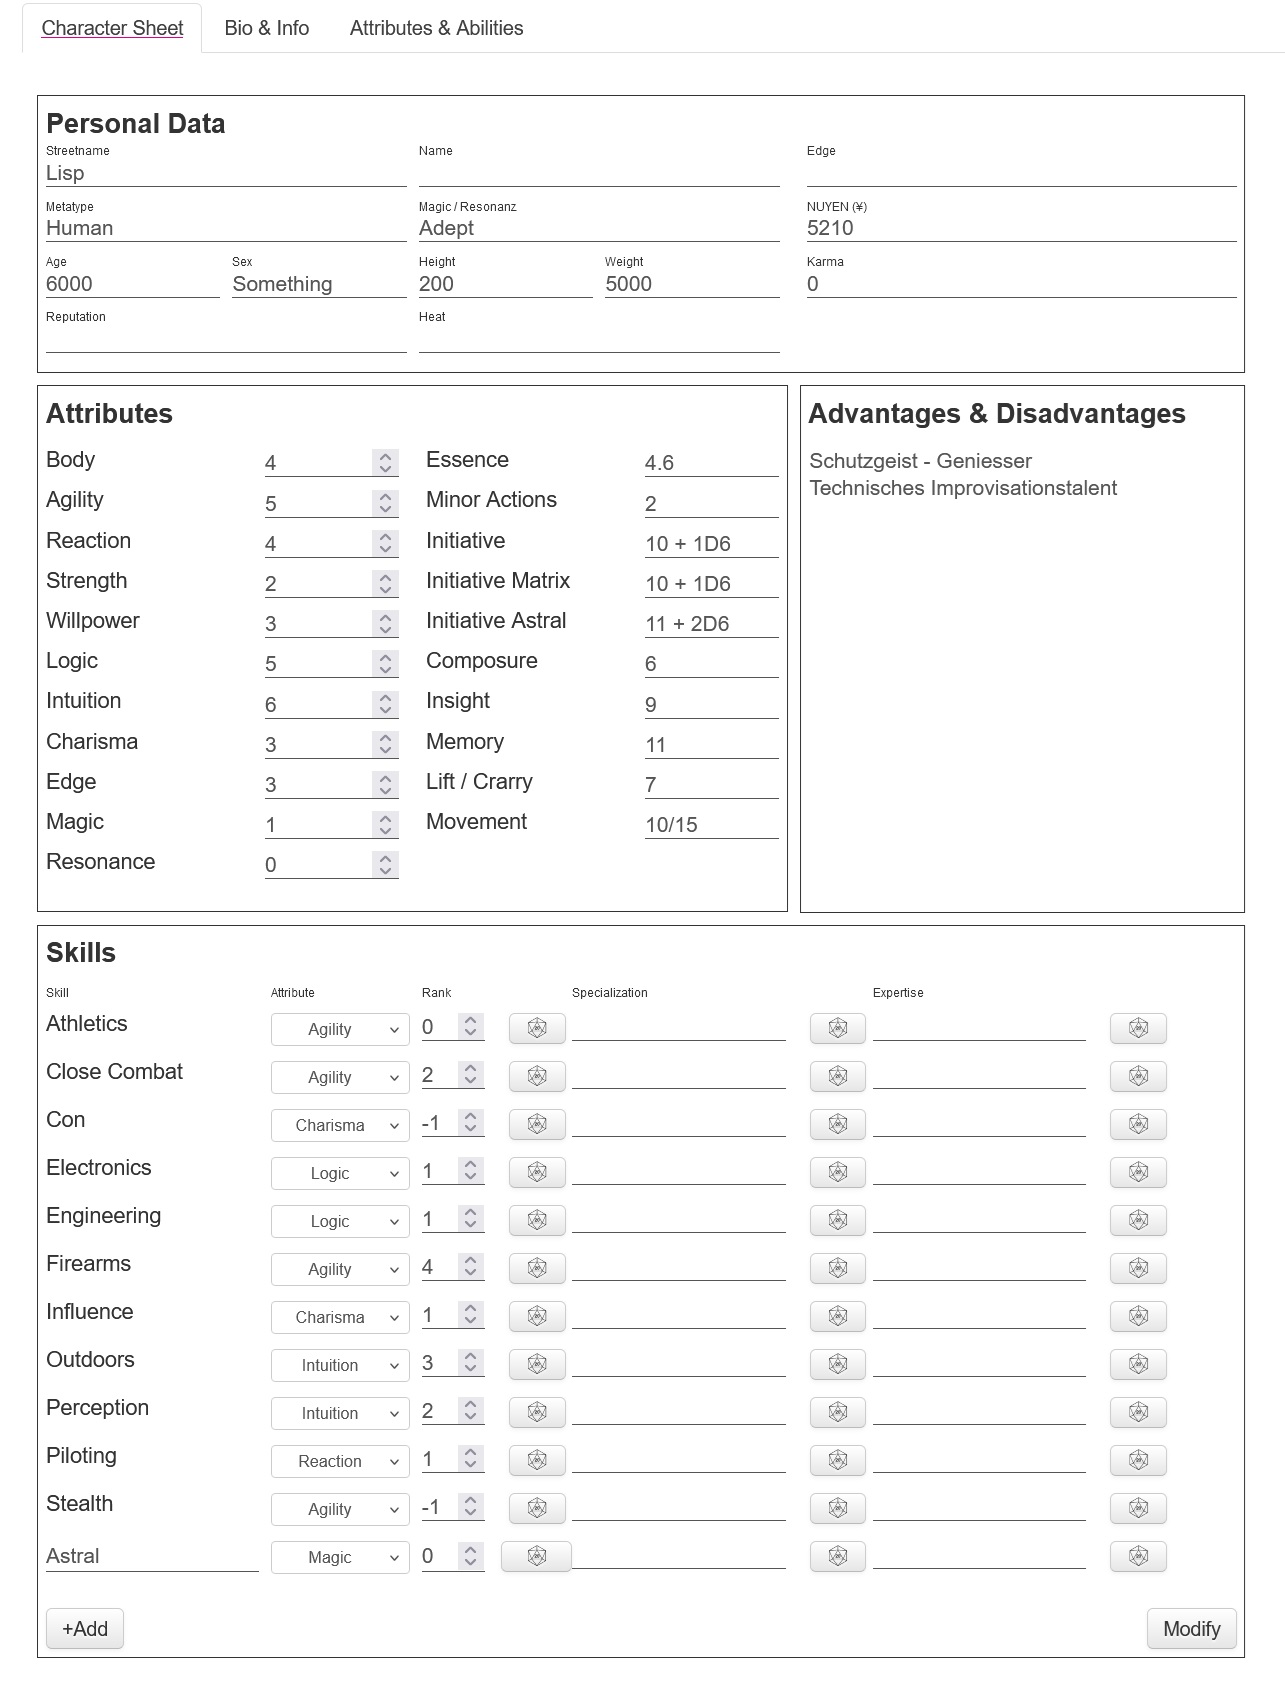 Character Sheet Bio & Info Attributes & Abilities
Personal Data
Streetname Name Edge
Lisp
Metatype Magic / Resonanz NUYEN (¥)
Human Adept 5210
Age Sex Height Weight Karma
6000 Something 200 5000 0
Reputation Heat
Attributes
Body 4 Essence 4.6
Agility 5 Minor Actions 2
Reaction 4 Initiative 10 + 1D6
Strength 2 Initiative Matrix 10 + 1D6
Willpower 3 Initiative Astral 11 + 2D6
Logic 5 Composure 6
Intuition 6 Insight 9
Charisma 3 Memory 11
Edge 3 Lift / Crarry 7
Magic 1 Movement 10/15
Resonance 0
Advantages & Disadvantages
Schutzgeist - Geniesser
Technisches Improvisationstalent
Skills
Skill Attribute Rank Specialization Expertise
Athletics Agility 0
Close Combat Agility 2
Con Charisma -1
Electronics Logic 1
Engineering Logic 1
Firearms Agility 4
Influence Charisma 1
Outdoors Intuition 3
Perception Intuition 2
Piloting Reaction 1
Stealth Agility -1
Astral Magic 0
+Add Modify